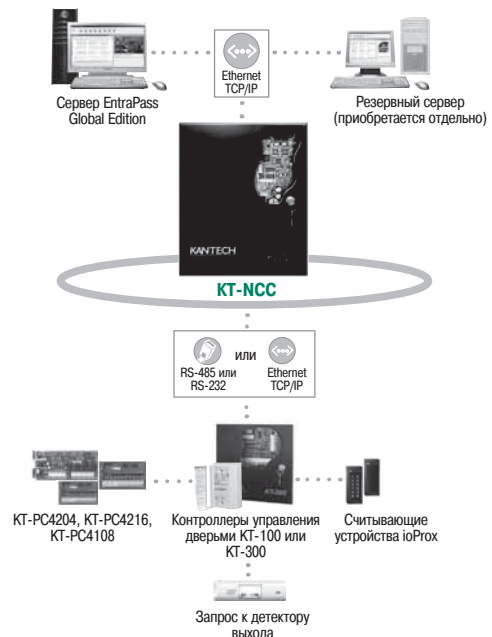 Ethernet
TCP/IP
Сервер EntraPass
Global Edition
Резервный сервер
(приобретается отдельно)
KANTECH
KT-NCC
RS-485 или
RS-232
или
Ethernet
TCP/IP
KT-PC4204, KT-PC4216,
KT-PC4108
Контроллеры управления
дверьми KT-100 или
KT-300
Считывающие
устройства ioProx
Запрос к детектору
выхода